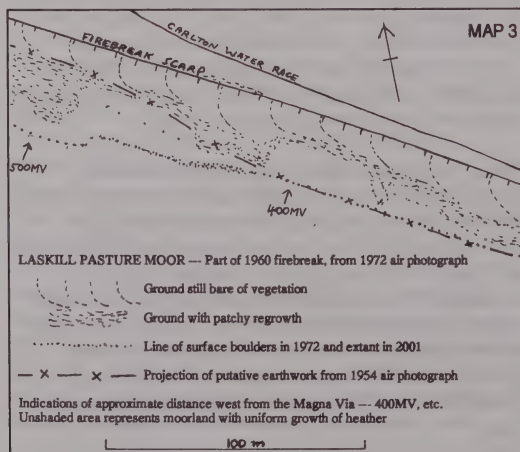 MAP 3
CARLTON WATER RACE
FIREBREAK SCARP
500MV
400MV
LASKILL PASTURE MOOR — Part of 1960 firebreak, from 1972 air photograph
Ground still bare of vegetation
Ground with patchy regrowth
Line of surface boulders in 1972 and extant in 2001
Projection of putative earthwork from 1954 air photograph
Indications of approximate distance west from the Magna Via — 400MV, etc.
Unshaded area represents moorland with uniform growth of heather
100 m